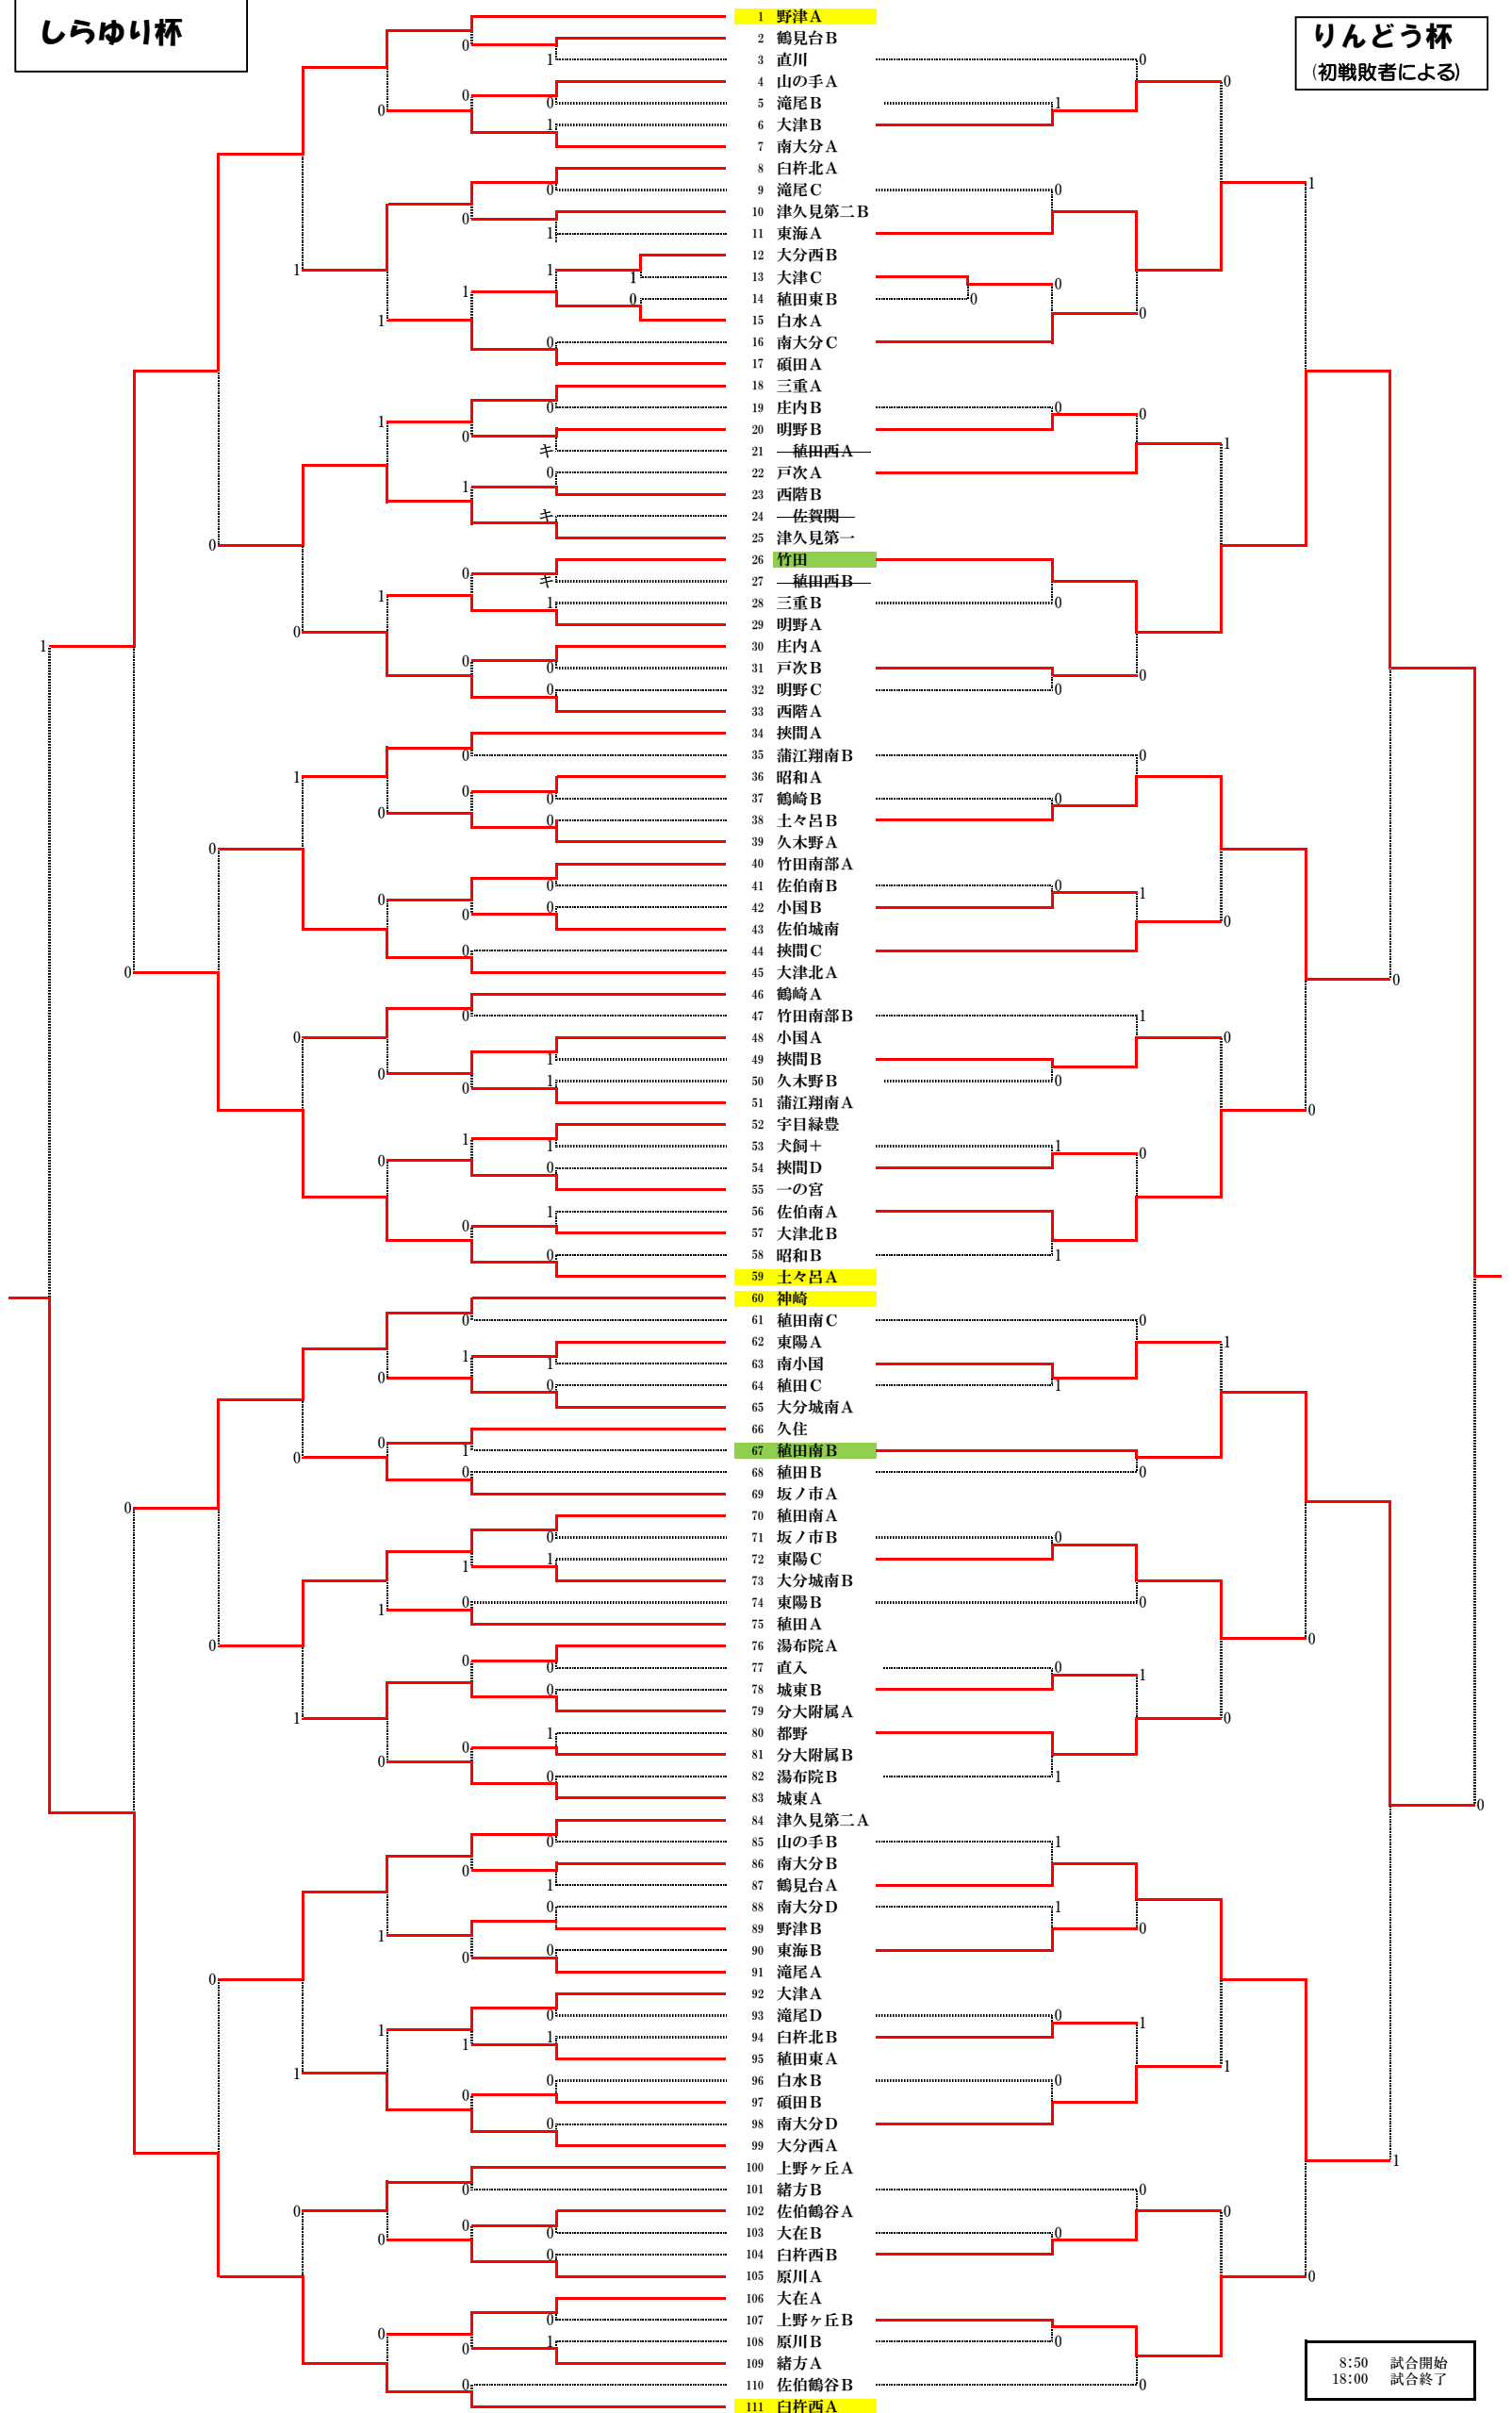 しらゆり杯
りんどう杯
(初戦敗者による)
1 野津A
2 鶴見台B
3 直川
4 山の手A
5 滝尾B
6 大津B
7 南大分A
8 臼杵北A
9 滝尾C
10 津久見第二B
11 東海A
12 大分西B
13 大津C
14 稙田東B
15 白水A
16 南大分C
17 碩田A
18 三重A
19 庄内B
20 明野B
21 稙田西A
22 戸次A
23 西階B
24 佐賀関
25 津久見第一
26 竹田
27 稙田西B
28 三重B
29 明野A
30 庄内A
31 戸次B
32 明野C
33 西階A
34 挾間A
35 蒲江翔南B
36 昭和A
37 鶴崎B
38 土々呂B
39 久木野A
40 竹田南部A
41 佐伯南B
42 小国B
43 佐伯城南
44 挾間C
45 大津北A
46 鶴崎A
47 竹田南部B
48 小国A
49 挾間B
50 久木野B
51 蒲江翔南A
52 宇目緑豊
53 犬飼＋
54 挾間D
55 一の宮
56 佐伯南A
57 大津北B
58 昭和B
59 土々呂A
60 神崎
61 稙田南C
62 東陽A
63 南小国
64 稙田C
65 大分城南A
66 久住
67 稙田南B
68 稙田B
69 坂ノ市A
70 稙田南A
71 坂ノ市B
72 東陽C
73 大分城南B
74 東陽B
75 稙田A
76 湯布院A
77 直入
78 城東B
79 分大附属A
80 都野
81 分大附属B
82 湯布院B
83 城東A
84 津久見第二A
85 山の手B
86 南大分B
87 鶴見台A
88 南大分D
89 野津B
90 東海B
91 滝尾A
92 大津A
93 滝尾D
94 臼杵北B
95 稙田東A
96 白水B
97 碩田B
98 南大分D
99 大分西A
100 上野ヶ丘A
101 緒方B
102 佐伯鶴谷A
103 大在B
104 臼杵西B
105 原川A
106 大在A
107 上野ヶ丘B
108 原川B
109 緒方A
110 佐伯鶴谷B
111 臼杵西A
8:50 試合開始
18:00 試合終了